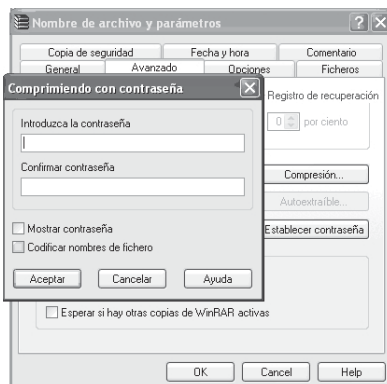 Nombre de archivo y parámetros
Copia de seguridad Fecha y hora Comentario
General Avanzado Opciones Ficheros
Comprimiendo con contraseña
Registro de recuperación
Introduzca la contraseña
0 por ciento
Confirmar contraseña
Compresión...
Autoextraíble...
Mostrar contraseña
Establecer contraseña
Codificar nombres de fichero
Aceptar Cancelar Ayuda
Esperar si hay otras copias de WinRAR activas
OK Cancel Help